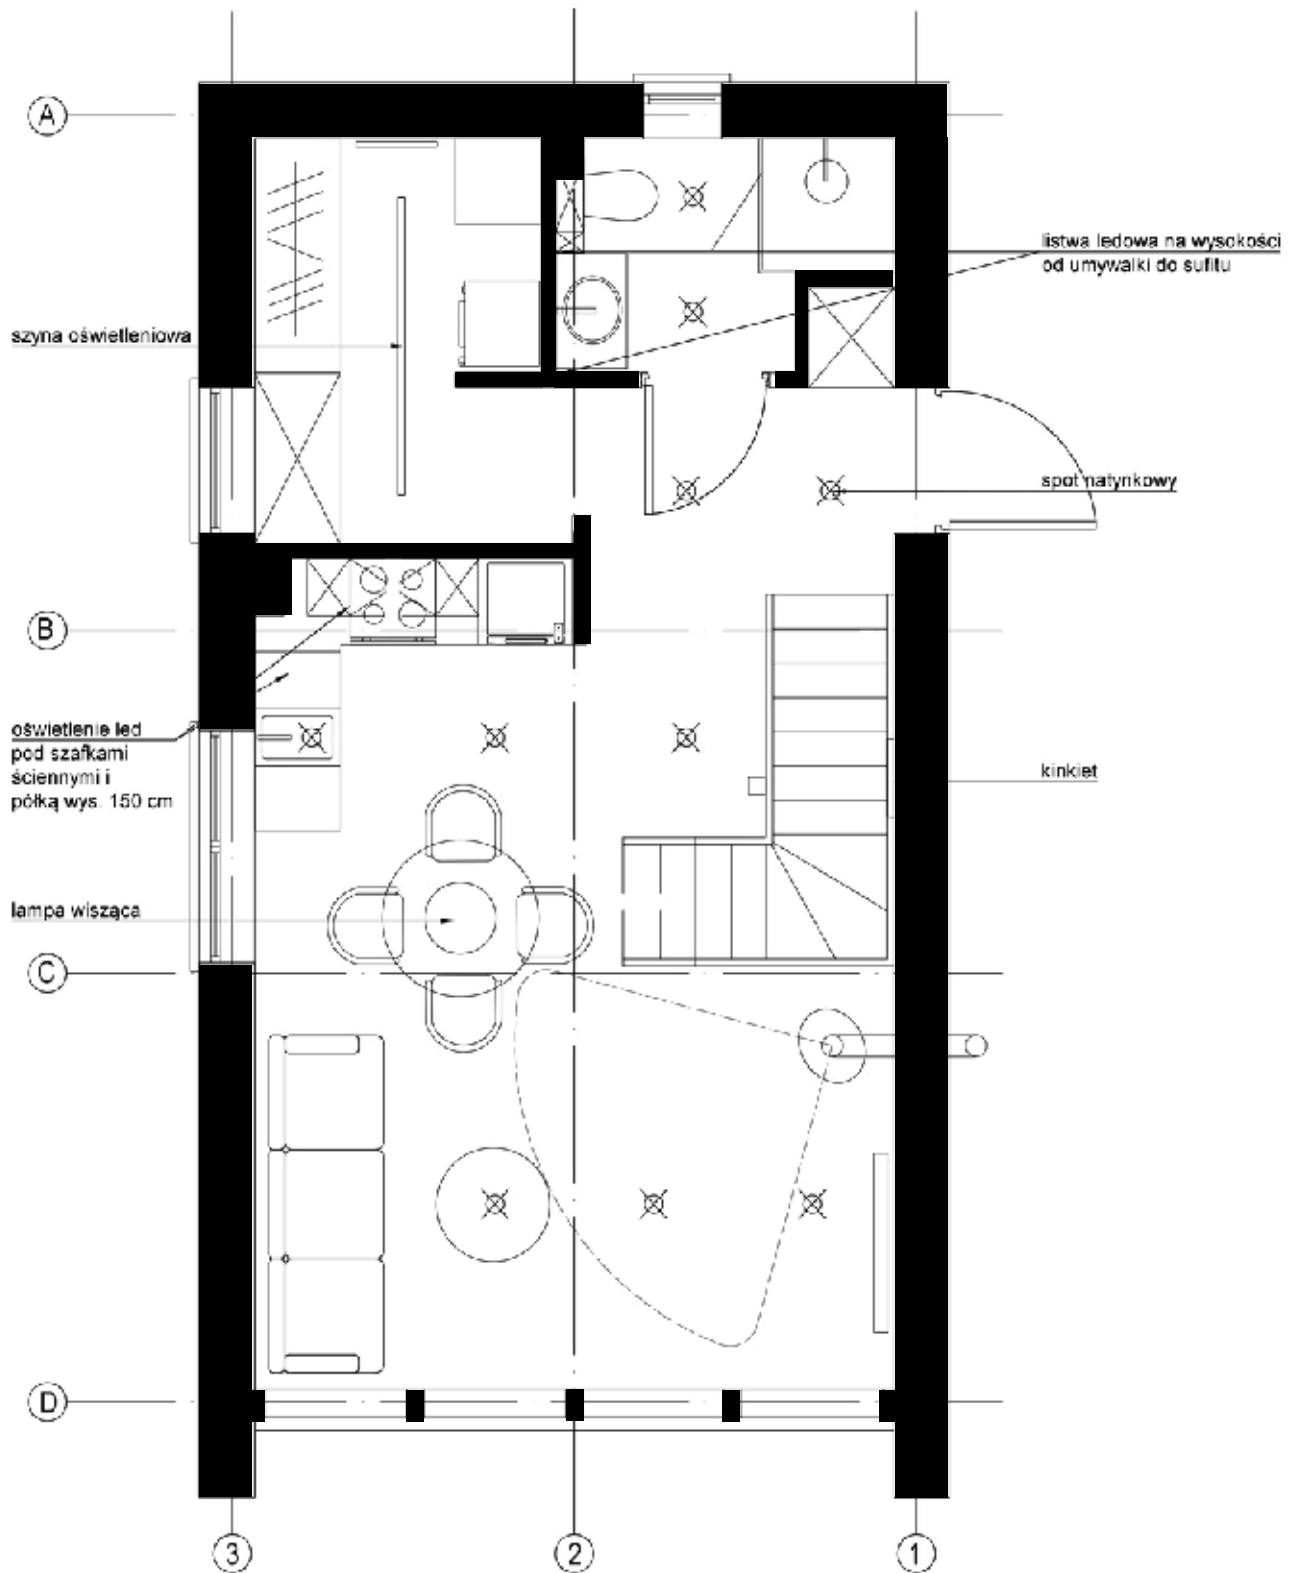 A
listwa ledowa na wysokości
od umywalki do sufitu
szyna oświetleniowa
spot natynkowy
B
oświetlenie led
pod szafkami
ściennymi i
półką wys. 150 cm
kinkiet
lampa wisząca
C
D
3
2
1